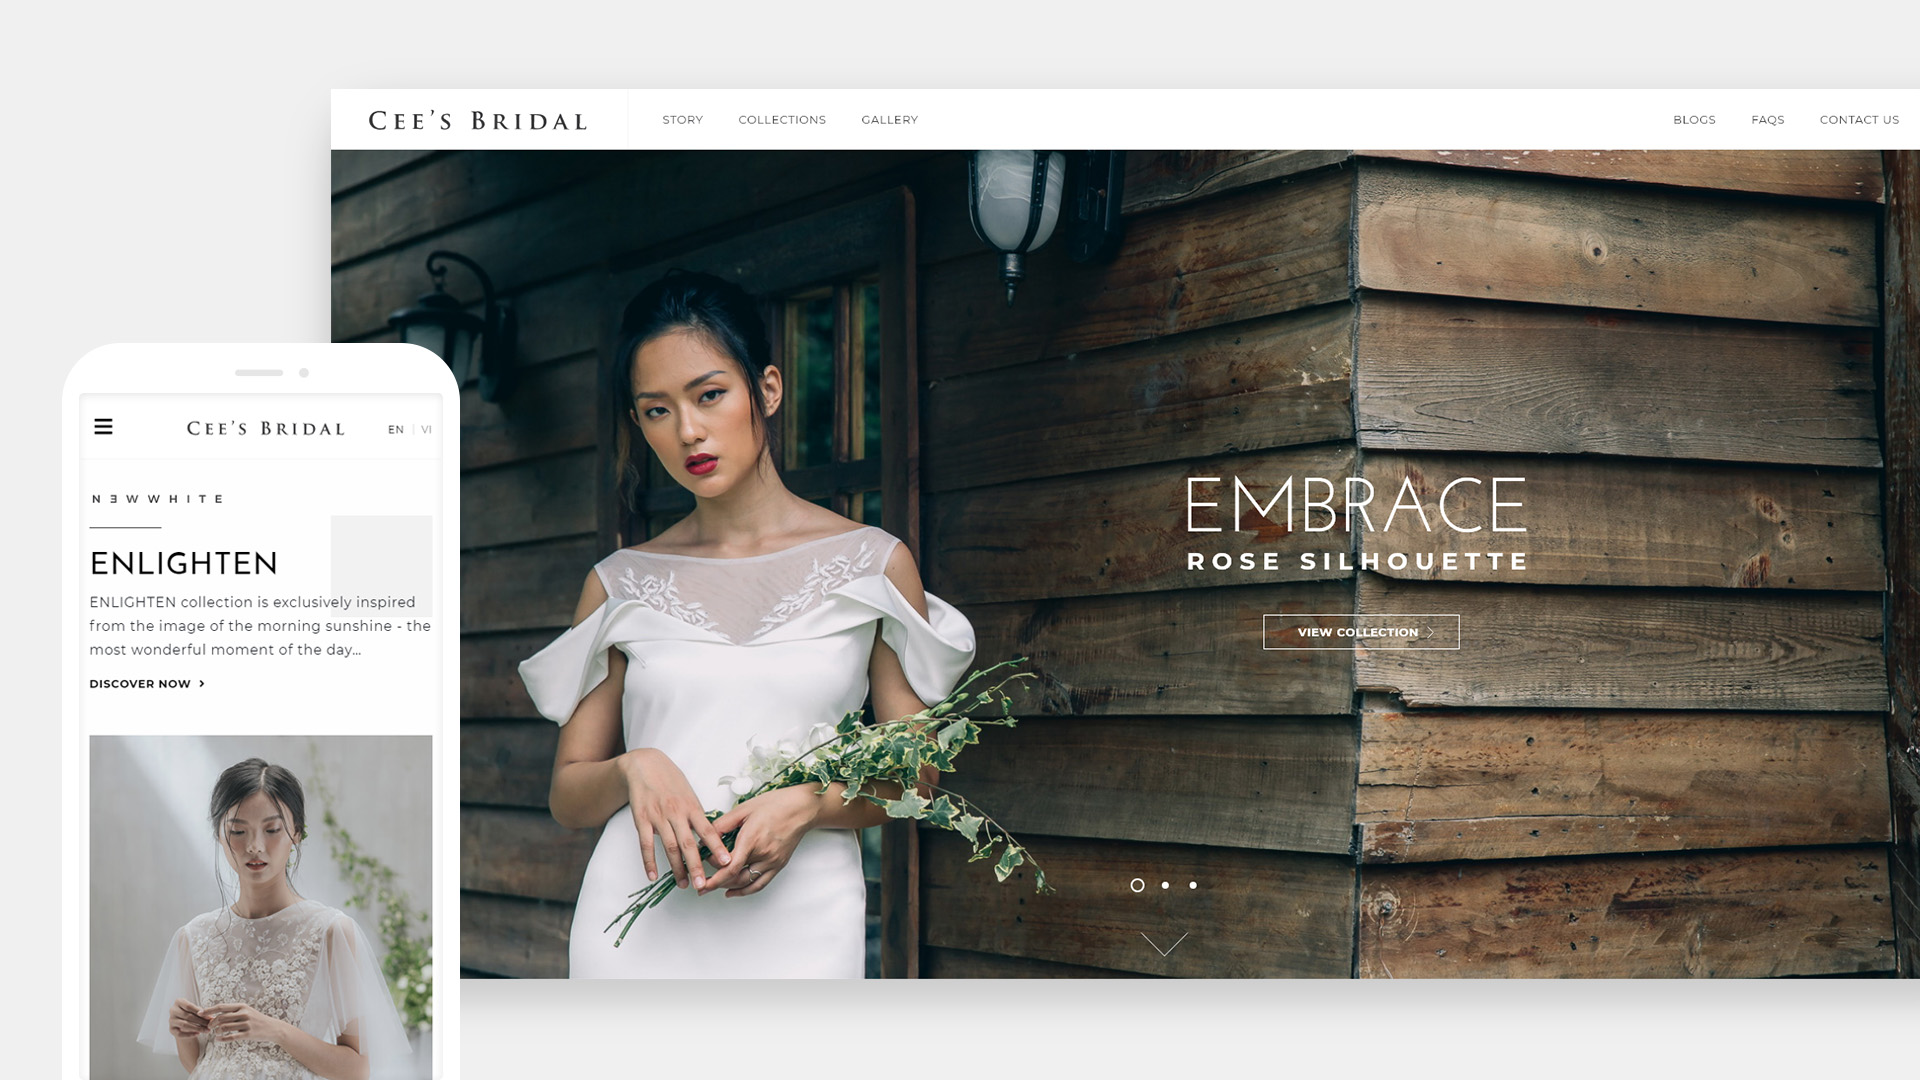 CEE'S BRIDAL
STORY COLLECTIONS GALLERY
BLOGS FAQS CONTACT US
EMBRACE
ROSE SILHOUETTE
VIEW COLLECTION
CEE'S BRIDAL
EN | VI
NƎWWHITE
ENLIGHTEN
ENLIGHTEN collection is exclusively inspired
from the image of the morning sunshine - the
most wonderful moment of the day...
DISCOVER NOW